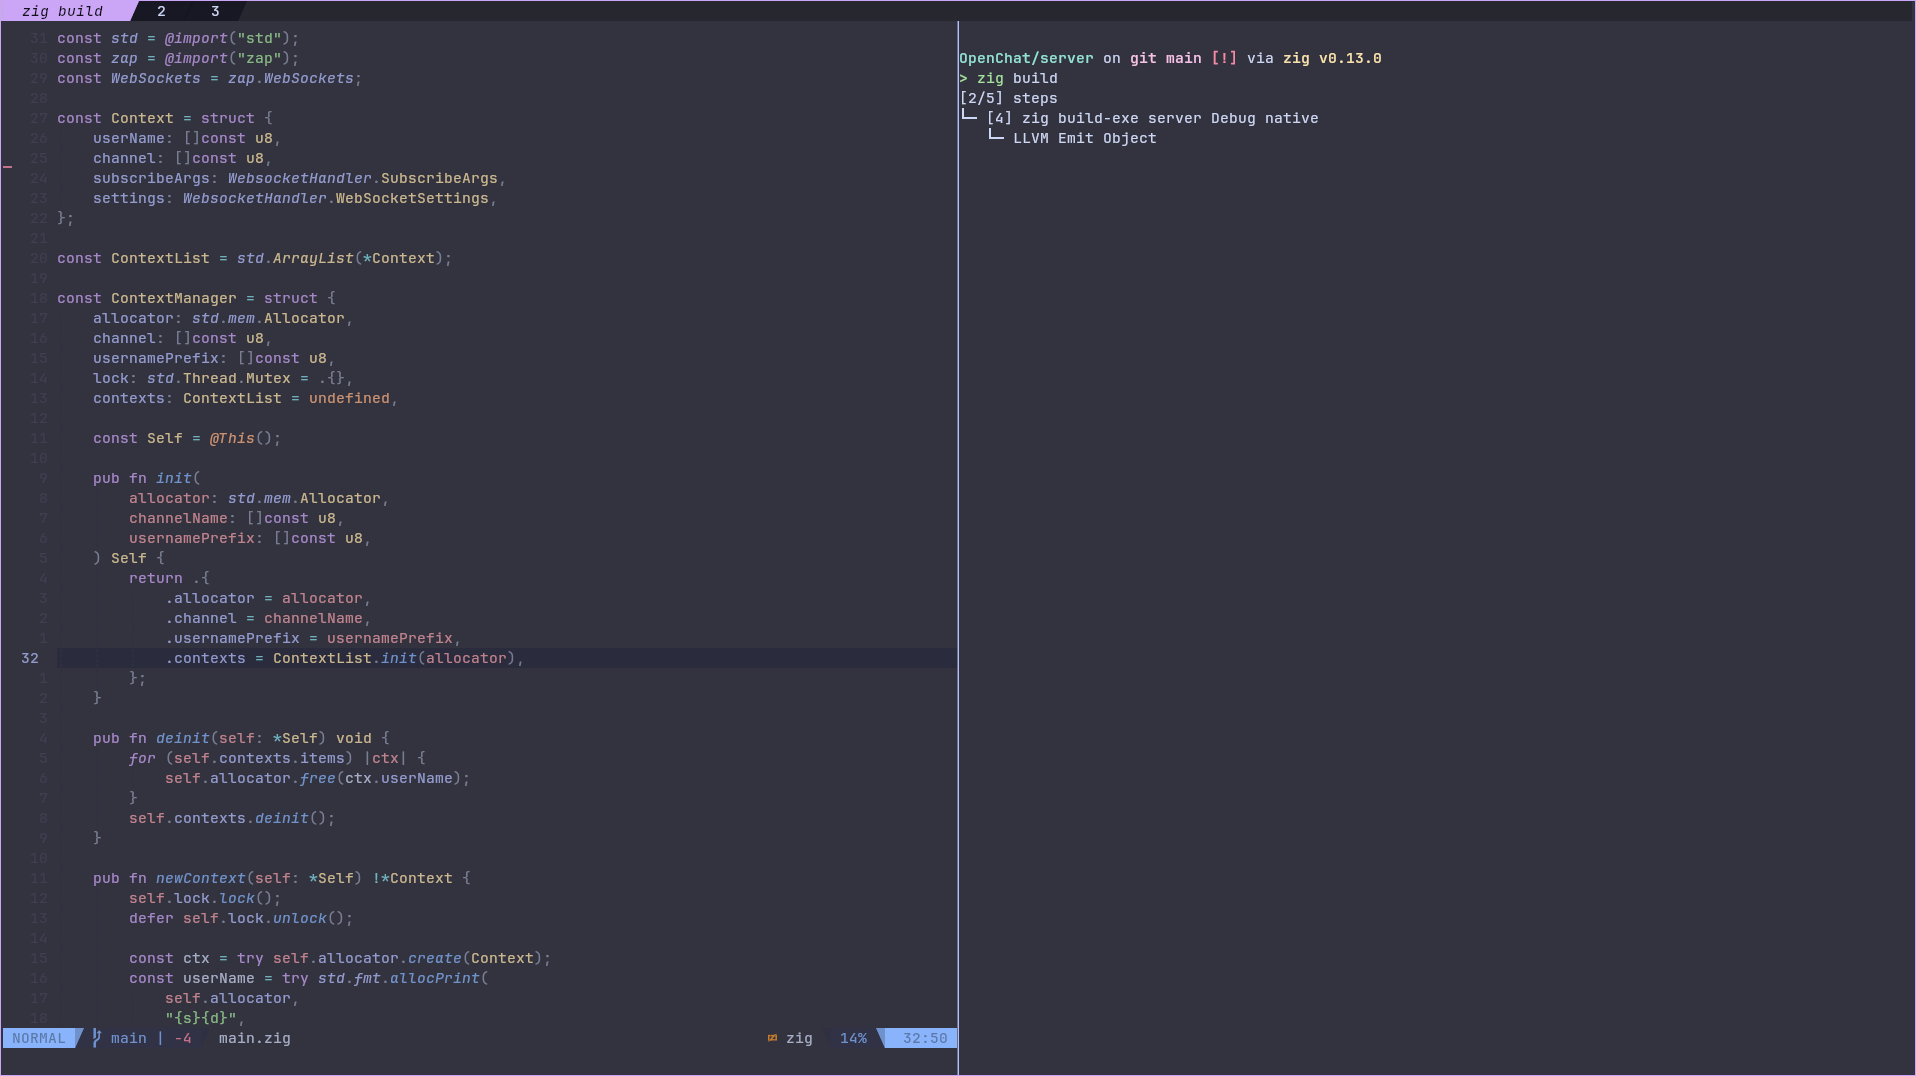 zig build 2 3
31 const std = @import("std");
30 const zap = @import("zap");
29 const WebSockets = zap.WebSockets;
28
27 const Context = struct {
26     userName: []const u8,
25     channel: []const u8,
24     subscribeArgs: WebsocketHandler.SubscribeArgs,
23     settings: WebsocketHandler.WebSocketSettings,
22 };
21
20 const ContextList = std.ArrayList(*Context);
19
18 const ContextManager = struct {
17     allocator: std.mem.Allocator,
16     channel: []const u8,
15     usernamePrefix: []const u8,
14     lock: std.Thread.Mutex = .{},
13     contexts: ContextList = undefined,
12
11     const Self = @This();
10
9     pub fn init(
8         allocator: std.mem.Allocator,
7         channelName: []const u8,
6         usernamePrefix: []const u8,
5     ) Self {
4         return .{
3             .allocator = allocator,
2             .channel = channelName,
1             .usernamePrefix = usernamePrefix,
32             .contexts = ContextList.init(allocator),
1         };
2     }
3
4     pub fn deinit(self: *Self) void {
5         for (self.contexts.items) |ctx| {
6             self.allocator.free(ctx.userName);
7         }
8         self.contexts.deinit();
9     }
10
11     pub fn newContext(self: *Self) !*Context {
12         self.lock.lock();
13         defer self.lock.unlock();
14
15         const ctx = try self.allocator.create(Context);
16         const userName = try std.fmt.allocPrint(
17             self.allocator,
18             "{s}{d}",
NORMAL main | -4 main.zig zig 14% 32:50
OpenChat/server on git main [!] via zig v0.13.0
> zig build
[2/5] steps
└─ [4] zig build-exe server Debug native
   └─ LLVM Emit Object